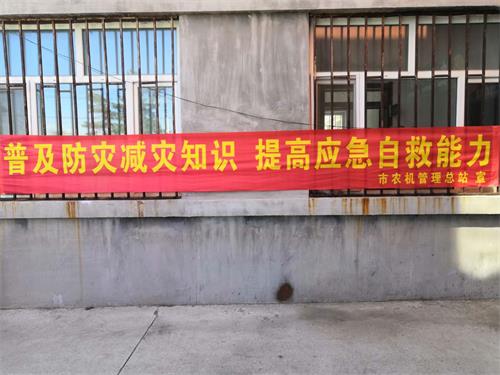 普及防灾减灾知识 提高应急自救能力
市农机管理总站 宣